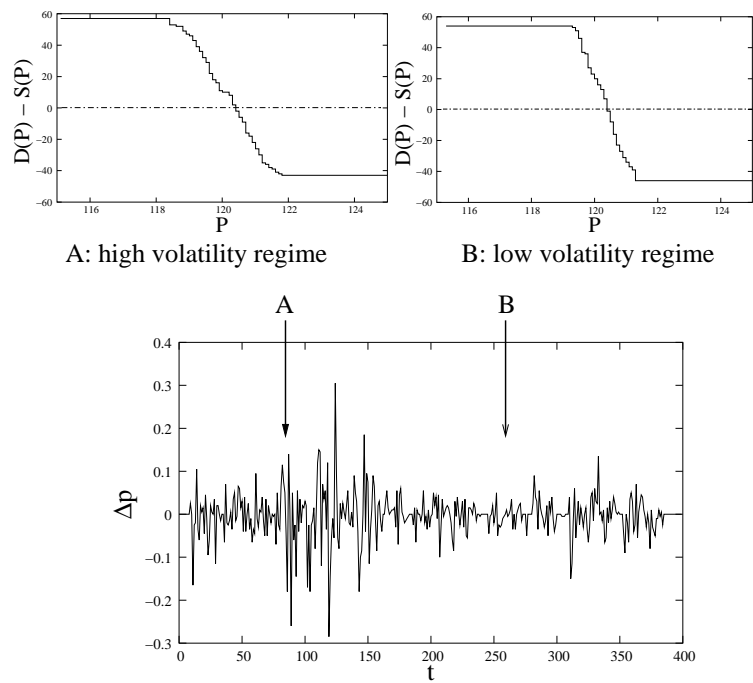 60
40
20
0
−20
−40
−60
D(P) − S(P)
116 118 120 122 124
P
A: high volatility regime
60
40
20
0
−20
−40
−60
D(P) − S(P)
116 118 120 122 124
P
B: low volatility regime
A B
0.4
0.3
0.2
0.1
0
−0.1
−0.2
−0.3
Δp
0 50 100 150 200 250 300 350 400
t